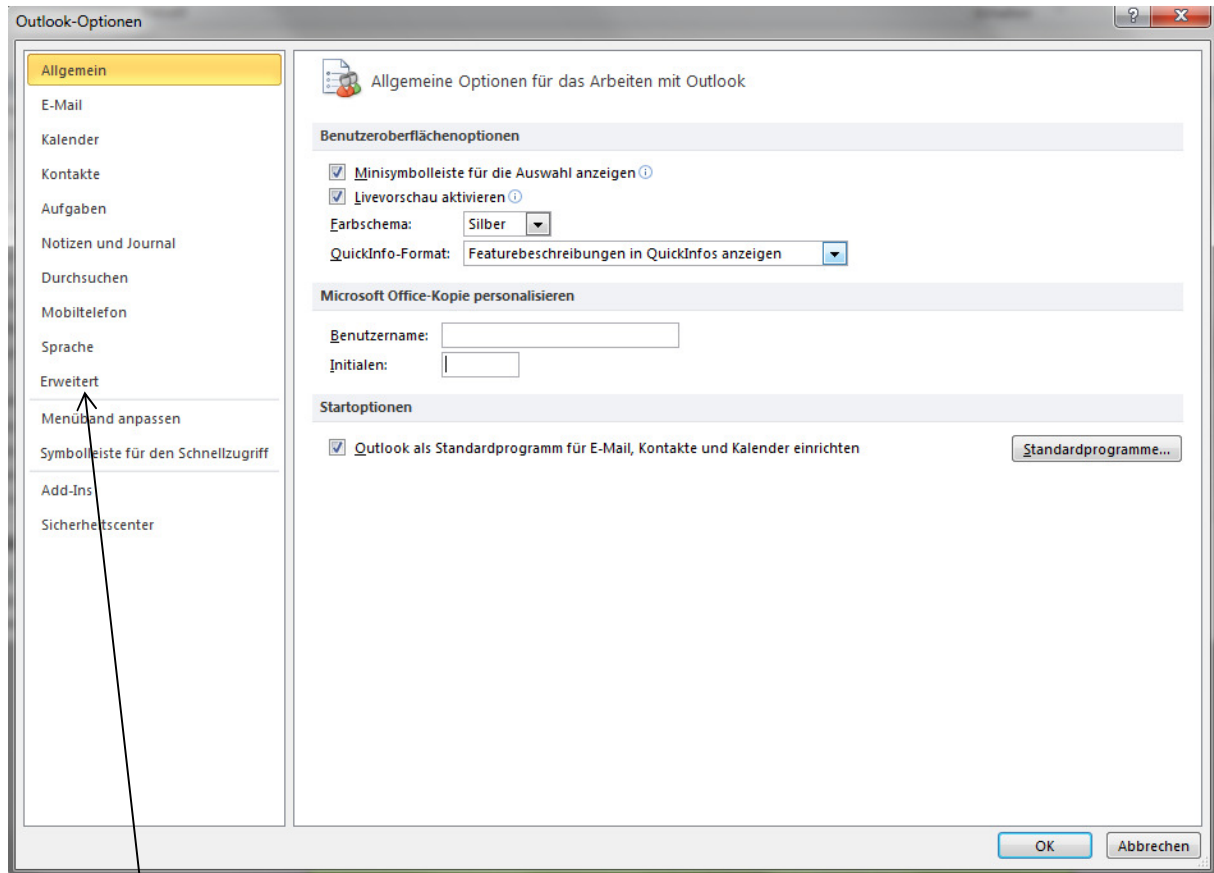 Outlook-Optionen
Allgemein
E-Mail
Kalender
Kontakte
Aufgaben
Notizen und Journal
Durchsuchen
Mobiltelefon
Sprache
Erweitert
Menüband anpassen
Symbolleiste für den Schnellzugriff
Add-Ins
Sicherheitscenter
Allgemeine Optionen für das Arbeiten mit Outlook
Benutzeroberflächenoptionen
Minisymbolleiste für die Auswahl anzeigen
Livevorschau aktivieren
Farbschema: Silber
QuickInfo-Format: Featurebeschreibungen in QuickInfos anzeigen
Microsoft Office-Kopie personalisieren
Benutzername:
Initialen:
Startoptionen
Outlook als Standardprogramm für E-Mail, Kontakte und Kalender einrichten Standardprogramme...
OK Abbrechen